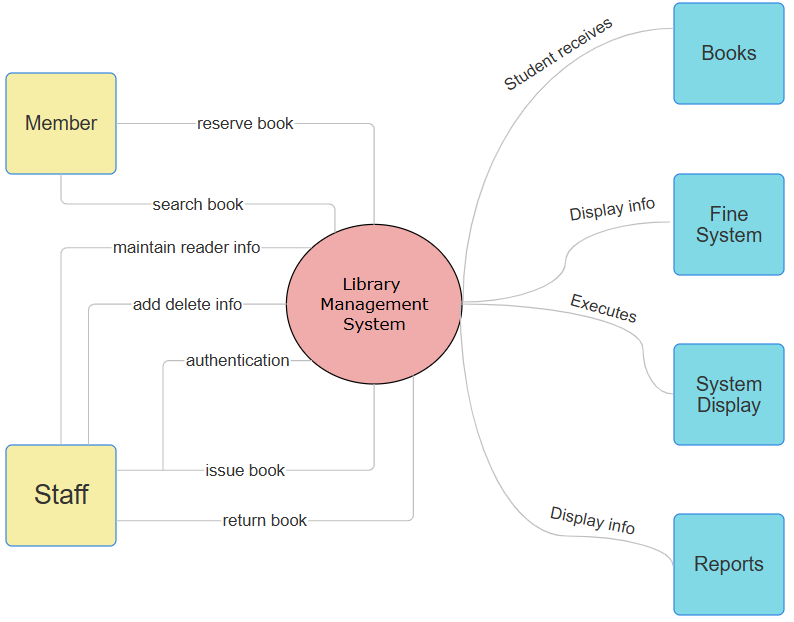 Student receives
Books
Member
reserve book
search book
Display info
Fine
System
maintain reader info
add delete info
Library
Management
System
Executes
authentication
System
Display
issue book
Staff
return book
Display info
Reports